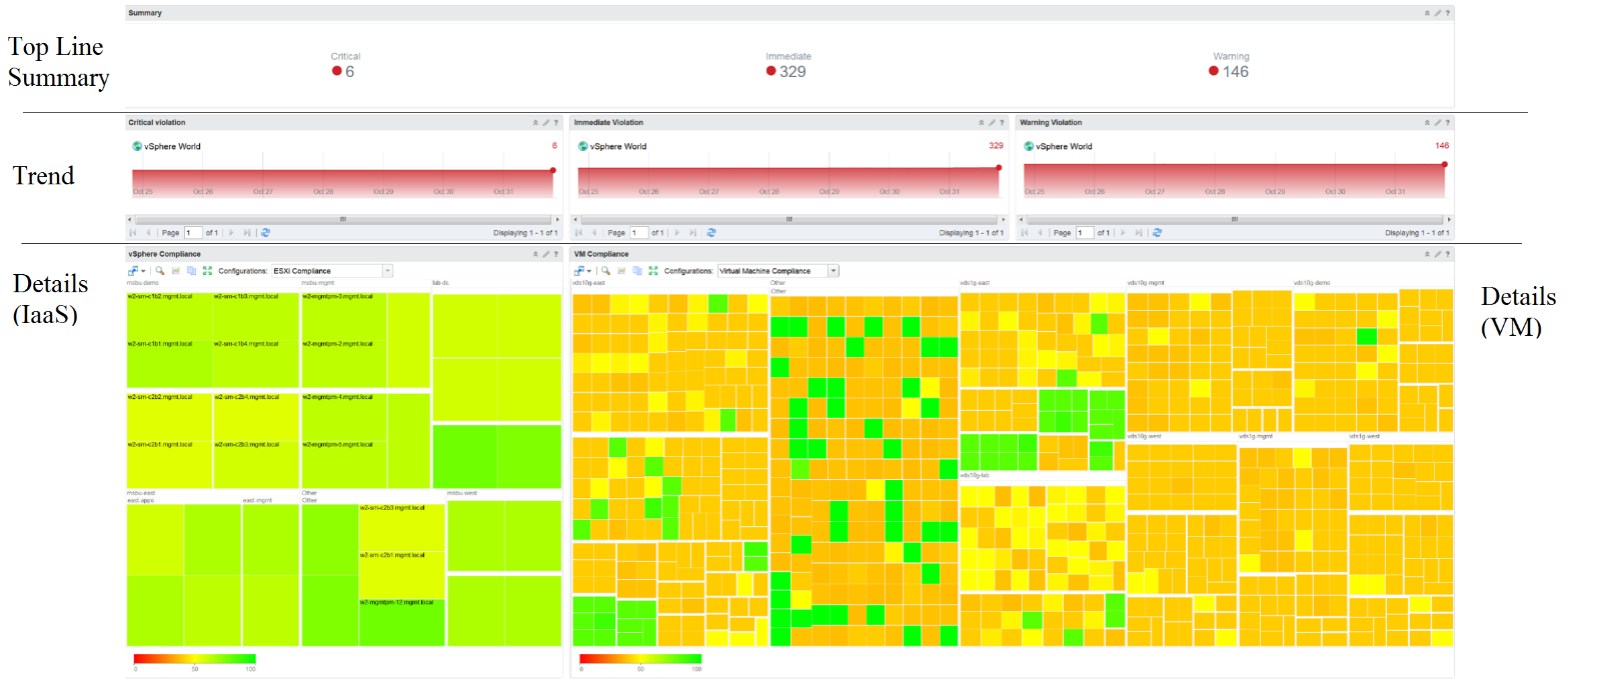 Summary
Top Line
Summary
Critical
6
Immediate
329
Warning
146
Critical violation
Immediate Violation
Warning Violation
Trend
vSphere World
6
Oct 25 Oct 26 Oct 27 Oct 28 Oct 29 Oct 30 Oct 31
Page 1 of 1
Displaying 1 - 1 of 1
vSphere World
329
Oct 25 Oct 26 Oct 27 Oct 28 Oct 29 Oct 30 Oct 31
Page 1 of 1
Displaying 1 - 1 of 1
vSphere World
146
Oct 25 Oct 26 Oct 27 Oct 28 Oct 29 Oct 30 Oct 31
Page 1 of 1
Displaying 1 - 1 of 1
Details
(IaaS)
vSphere Compliance
Configurations: ESXi Compliance
msbu-demo
msbu-mgmt
lab-dc
w2-sm-c1b2.mgmt.local
w2-sm-c1b3.mgmt.local
w2-mgmtpm-3.mgmt.local
w2-sm-c1b1.mgmt.local
w2-sm-c1b4.mgmt.local
w2-mgmtpm-2.mgmt.local
w2-sm-c2b2.mgmt.local
w2-sm-c2b4.mgmt.local
w2-mgmtpm-4.mgmt.local
w2-sm-c2b1.mgmt.local
w2-sm-c2b3.mgmt.local
w2-mgmtpm-5.mgmt.local
msbu-east
Other
msbu-west
east-apps
east-mgmt
Other
w2-sm-c2b3.mgmt.local
w2-sm-c2b1.mgmt.local
w2-mgmtpm-12.mgmt.local
0 50 100
VM Compliance
Configurations: Virtual Machine Compliance
vds10g-east
Other
Other
vds1g-east
vds10g-mgmt
vds10g-demo
vds10g-west
vds1g-mgmt
vds1g-west
0 50 100
Details
(VM)